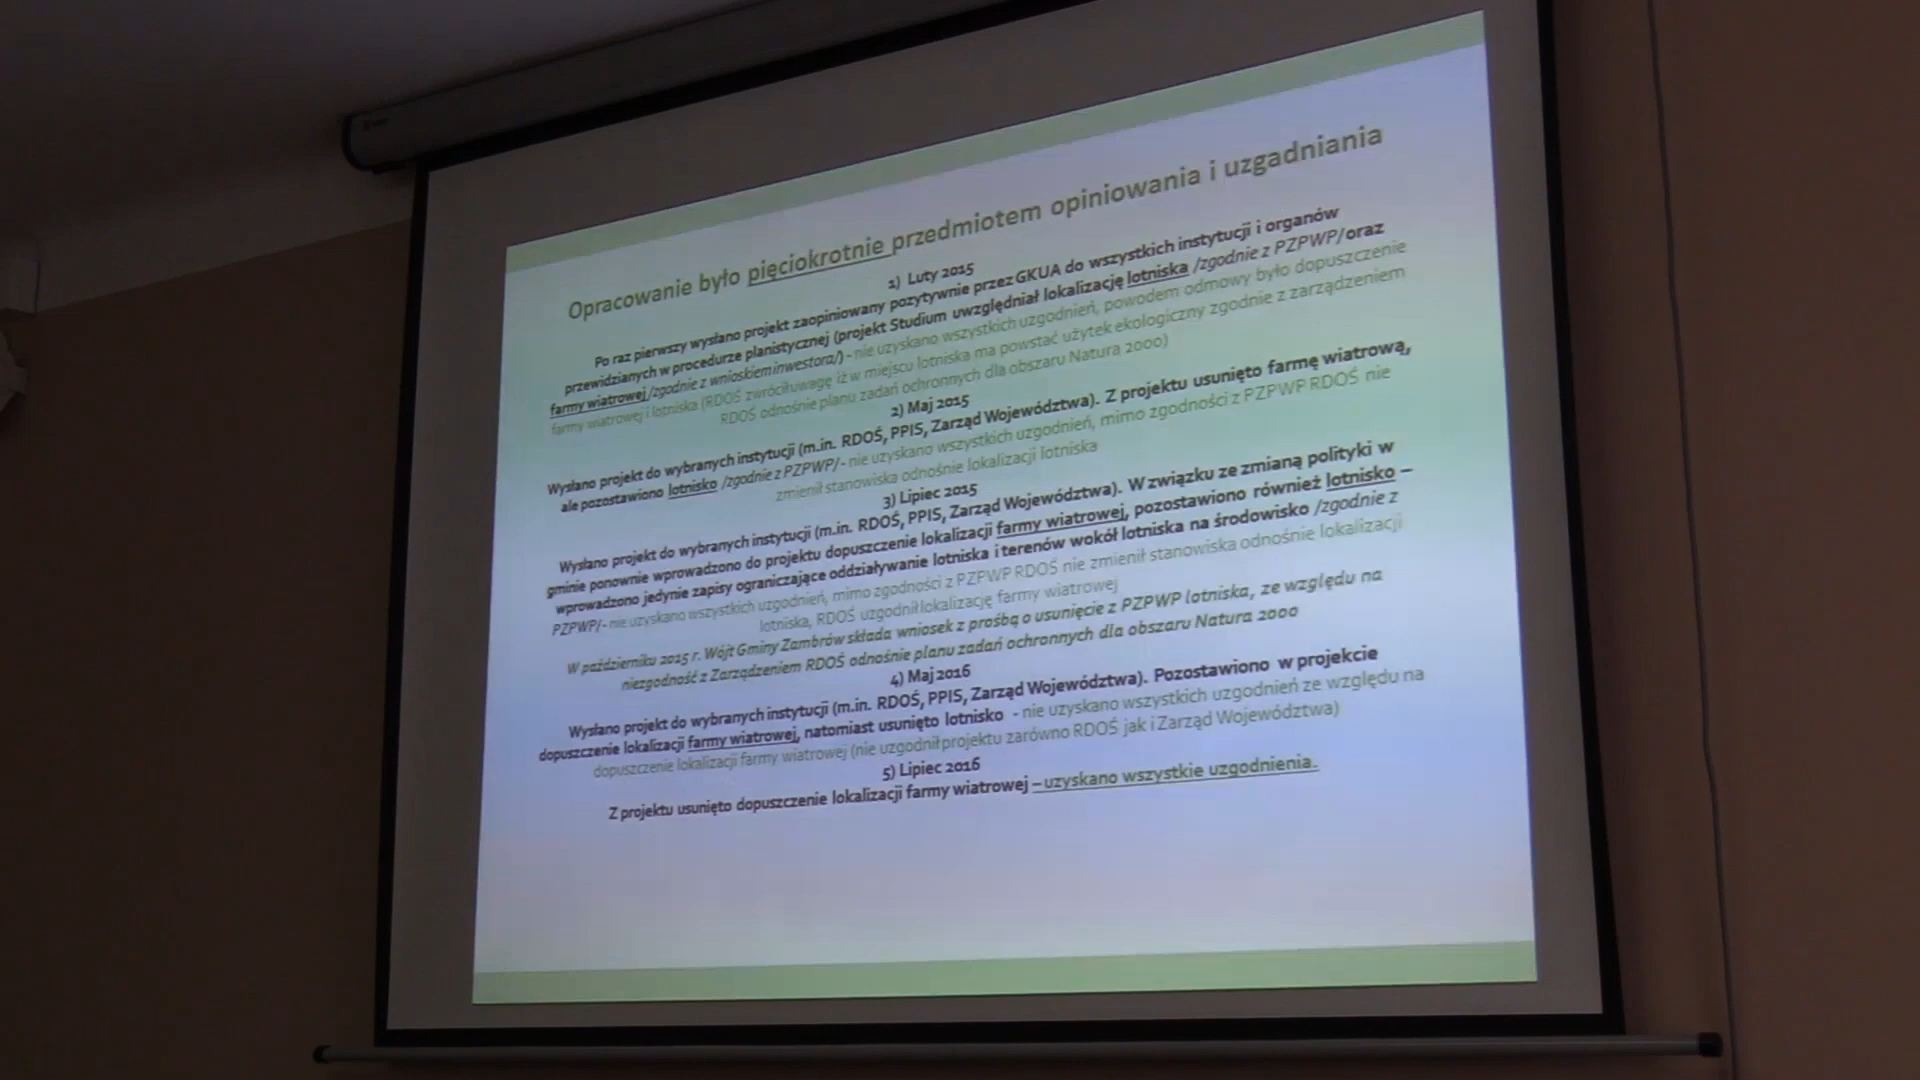 Opracowanie było pięciokrotnie przedmiotem opiniowania i uzgadniania
1) Luty 2015
Po raz pierwszy wysłano projekt zaopiniowany pozytywnie przez GKUA do wszystkich instytucji i organów
przewidzianych w procedurze planistycznej (projekt Studium uwzględniał lokalizację lotniska /zgodnie z PZPWP/ oraz
farmy wiatrowej /zgodnie z wnioskiem inwestora/) - nie uzyskano wszystkich uzgodnień, powodem odmowy było dopuszczenie
farmy wiatrowej i lotniska (RDOŚ zwrócił uwagę iż w miejscu lotniska ma powstać użytek ekologiczny zgodnie z zarządzeniem
RDOŚ odnośnie planu zadań ochronnych dla obszaru Natura 2000)
2) Maj 2015
Wysłano projekt do wybranych instytucji (m.in. RDOŚ, PPIS, Zarząd Województwa). Z projektu usunięto farmę wiatrową,
ale pozostawiono lotnisko /zgodnie z PZPWP/ - nie uzyskano wszystkich uzgodnień, mimo zgodności z PZPWP RDOŚ nie
zmienił stanowiska odnośnie lokalizacji lotniska
3) Lipiec 2015
Wysłano projekt do wybranych instytucji (m.in. RDOŚ, PPIS, Zarząd Województwa). W związku ze zmianą polityki w
gminie ponownie wprowadzono do projektu dopuszczenie lokalizacji farmy wiatrowej, pozostawiono również lotnisko –
wprowadzono jedynie zapisy ograniczające oddziaływanie lotniska i terenów wokół lotniska na środowisko /zgodnie z
PZPWP/ - nie uzyskano wszystkich uzgodnień, mimo zgodności z PZPWP RDOŚ nie zmienił stanowiska odnośnie lokalizacji
lotniska, RDOŚ uzgodnił lokalizację farmy wiatrowej
W październiku 2015 r. Wójt Gminy Zambrów składa wniosek z prośbą o usunięcie z PZPWP lotniska, ze względu na
niezgodność z Zarządzeniem RDOŚ odnośnie planu zadań ochronnych dla obszaru Natura 2000
4) Maj 2016
Wysłano projekt do wybranych instytucji (m.in. RDOŚ, PPIS, Zarząd Województwa). Pozostawiono w projekcie
dopuszczenie lokalizacji farmy wiatrowej, natomiast usunięto lotnisko - nie uzyskano wszystkich uzgodnień ze względu na
dopuszczenie lokalizacji farmy wiatrowej (nie uzgodnił projektu zarówno RDOŚ jak i Zarząd Województwa)
5) Lipiec 2016
Z projektu usunięto dopuszczenie lokalizacji farmy wiatrowej – uzyskano wszystkie uzgodnienia.